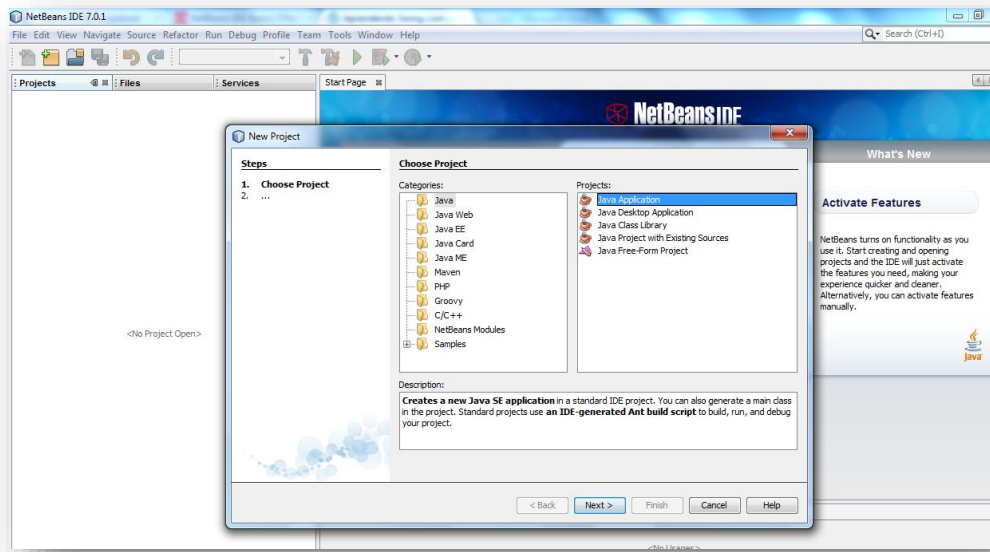 NetBeans IDE 7.0.1
File Edit View Navigate Source Refactor Run Debug Profile Team Tools Window Help
Search (Ctrl+I)
Projects Files Services Start Page
NetBeans IDE
New Project
What's New
Steps
1. Choose Project
2. ...
Choose Project
Categories:
Java
Java Web
Java EE
Java Card
Java ME
Maven
PHP
Groovy
C/C++
NetBeans Modules
Samples
Projects:
Java Application
Java Desktop Application
Java Class Library
Java Project with Existing Sources
Java Free-Form Project
Description:
Creates a new Java SE application in a standard IDE project. You can also generate a main class
in the project. Standard projects use an IDE-generated Ant build script to build, run, and debug
your project.
< Back Next > Finish Cancel Help
<No Project Open>
Activate Features
NetBeans turns on functionality as you
use it. Start creating and opening
projects and the IDE will just activate
the features you need, making your
experience quicker and cleaner.
Alternatively, you can activate features
manually.
Java